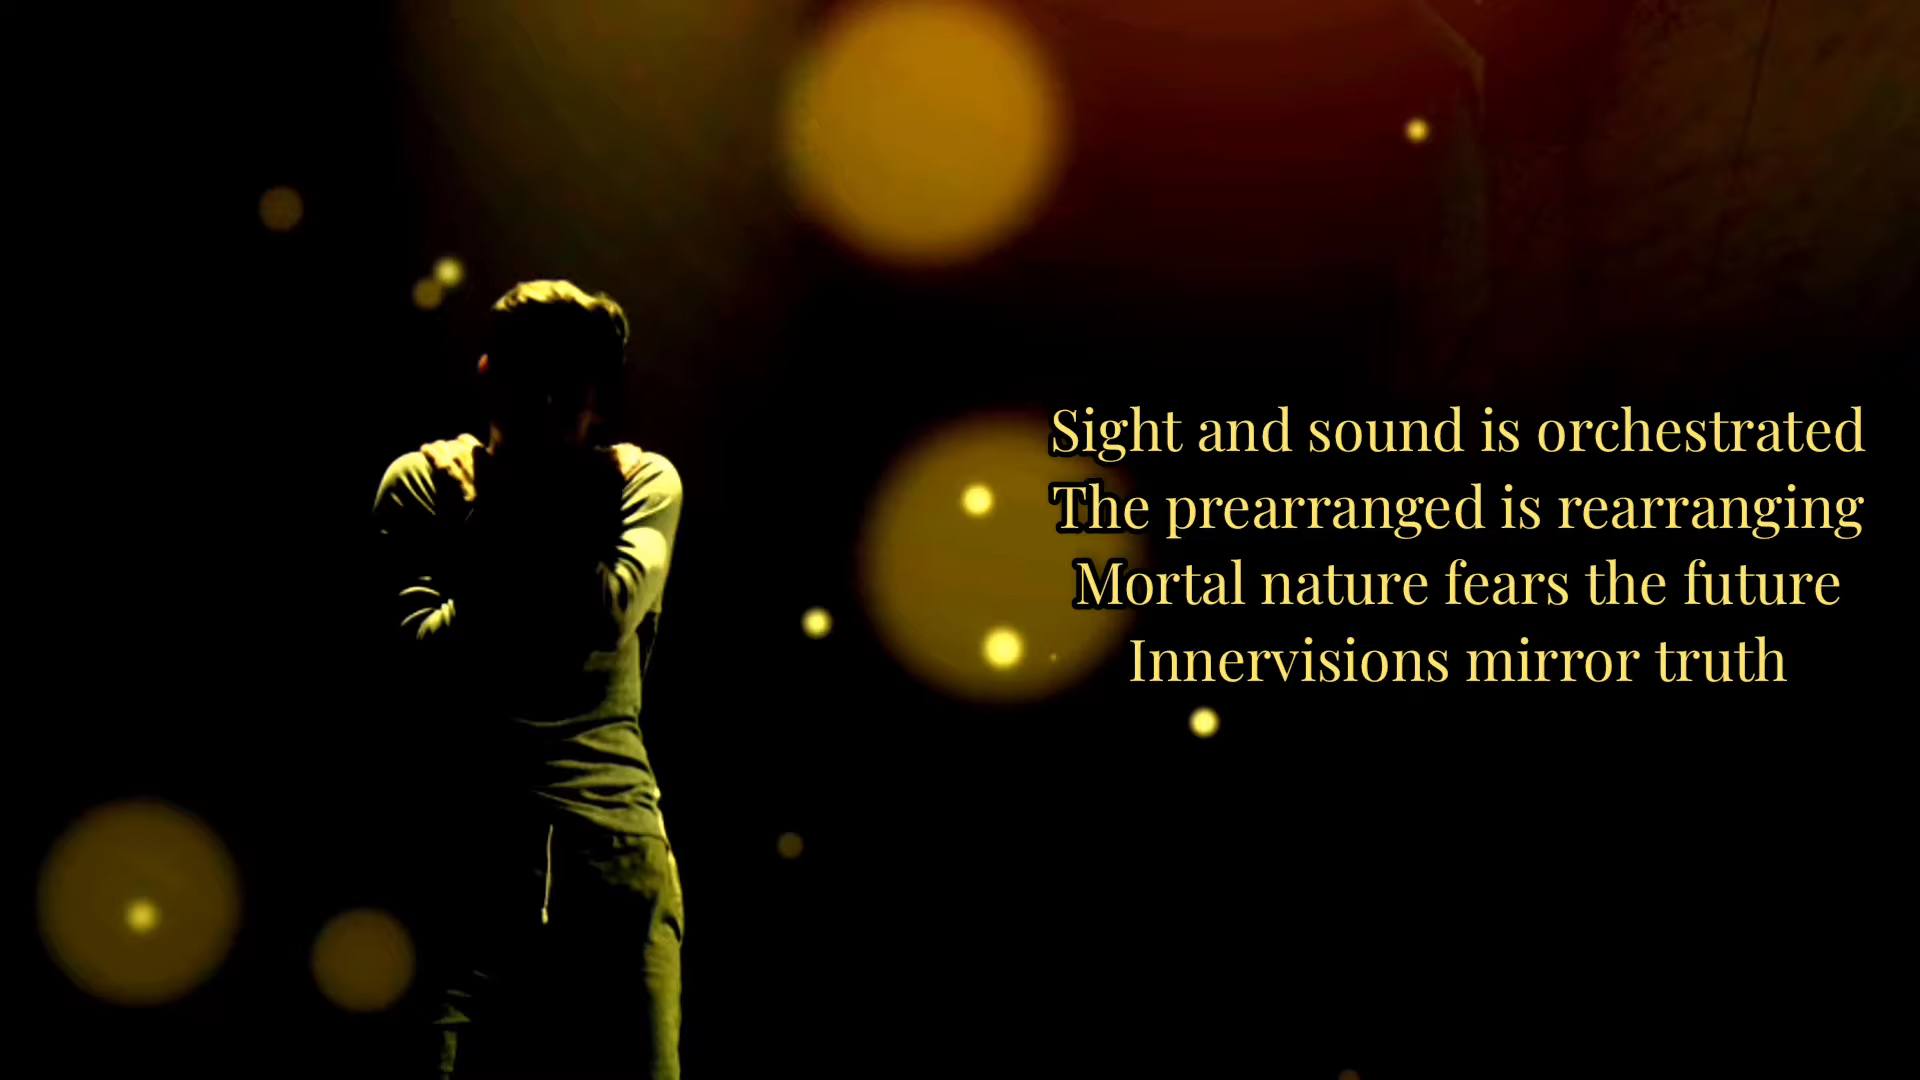 Sight and sound is orchestrated
The prearranged is rearranging
Mortal nature fears the future
Innervisions mirror truth